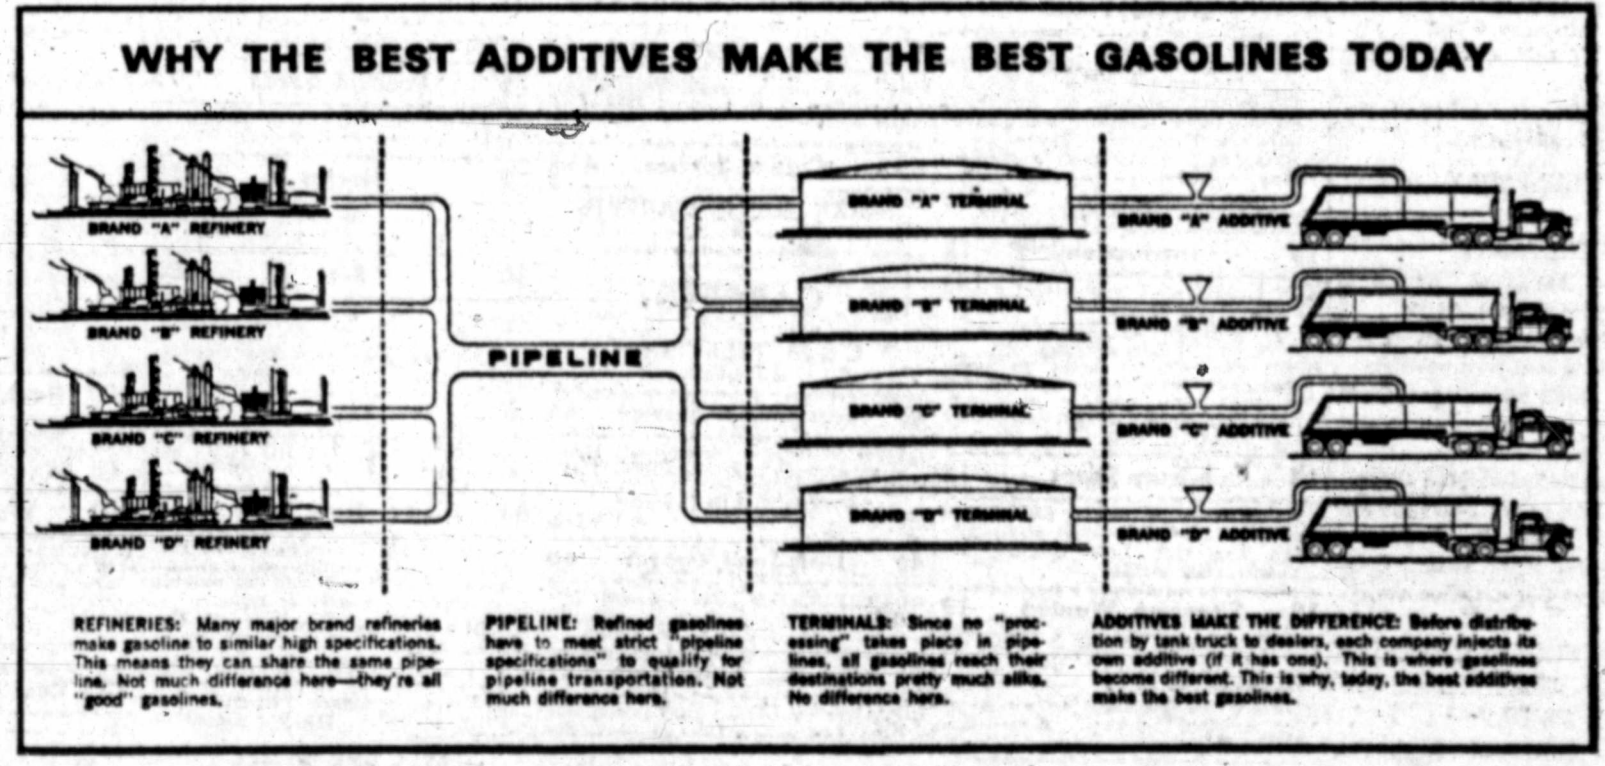 WHY THE BEST ADDITIVES MAKE THE BEST GASOLINES TODAY
BRAND "A" REFINERY
BRAND "B" REFINERY
BRAND "C" REFINERY
BRAND "D" REFINERY
PIPELINE
BRAND "A" TERMINAL
BRAND "B" TERMINAL
BRAND "C" TERMINAL
BRAND "D" TERMINAL
BRAND "A" ADDITIVE
BRAND "B" ADDITIVE
BRAND "C" ADDITIVE
BRAND "D" ADDITIVE
REFINERIES: Many major brand refineries
make gasoline to similar high specifications.
This means they can share the same pipe-
line. Not much difference here—they're all
"good" gasolines.
PIPELINE: Refined gasolines
have to meet strict "pipeline
specifications" to qualify for
pipeline transportation. Not
much difference here.
TERMINALS: Since no "proc-
essing" takes place in pipe-
lines, all gasolines reach their
destinations pretty much alike.
No difference here.
ADDITIVES MAKE THE DIFFERENCE: Before distribu-
tion by tank truck to dealers, each company injects its
own additive (if it has one). This is where gasolines
become different. This is why, today, the best additives
make the best gasolines.